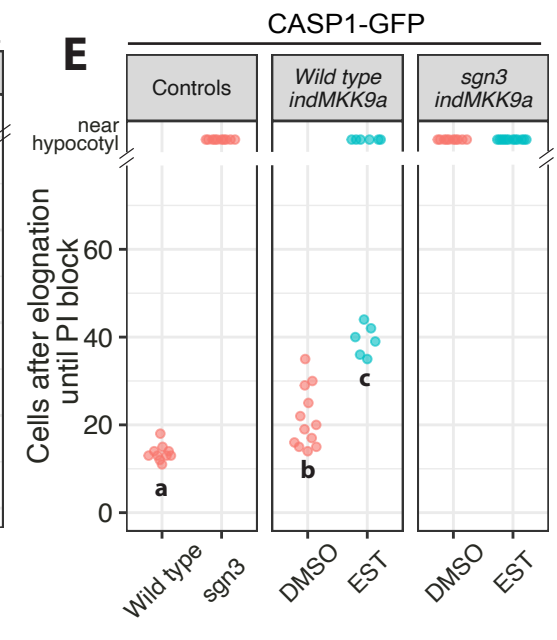 CASP1-GFP
E
Controls
Wild type
indMKK9a
sgn3
indMKK9a
near
hypocotyl
Cells after elognation
until PI block
60
40
20
0
a
b
c
Wild type
sgn3
DMSO
EST
DMSO
EST